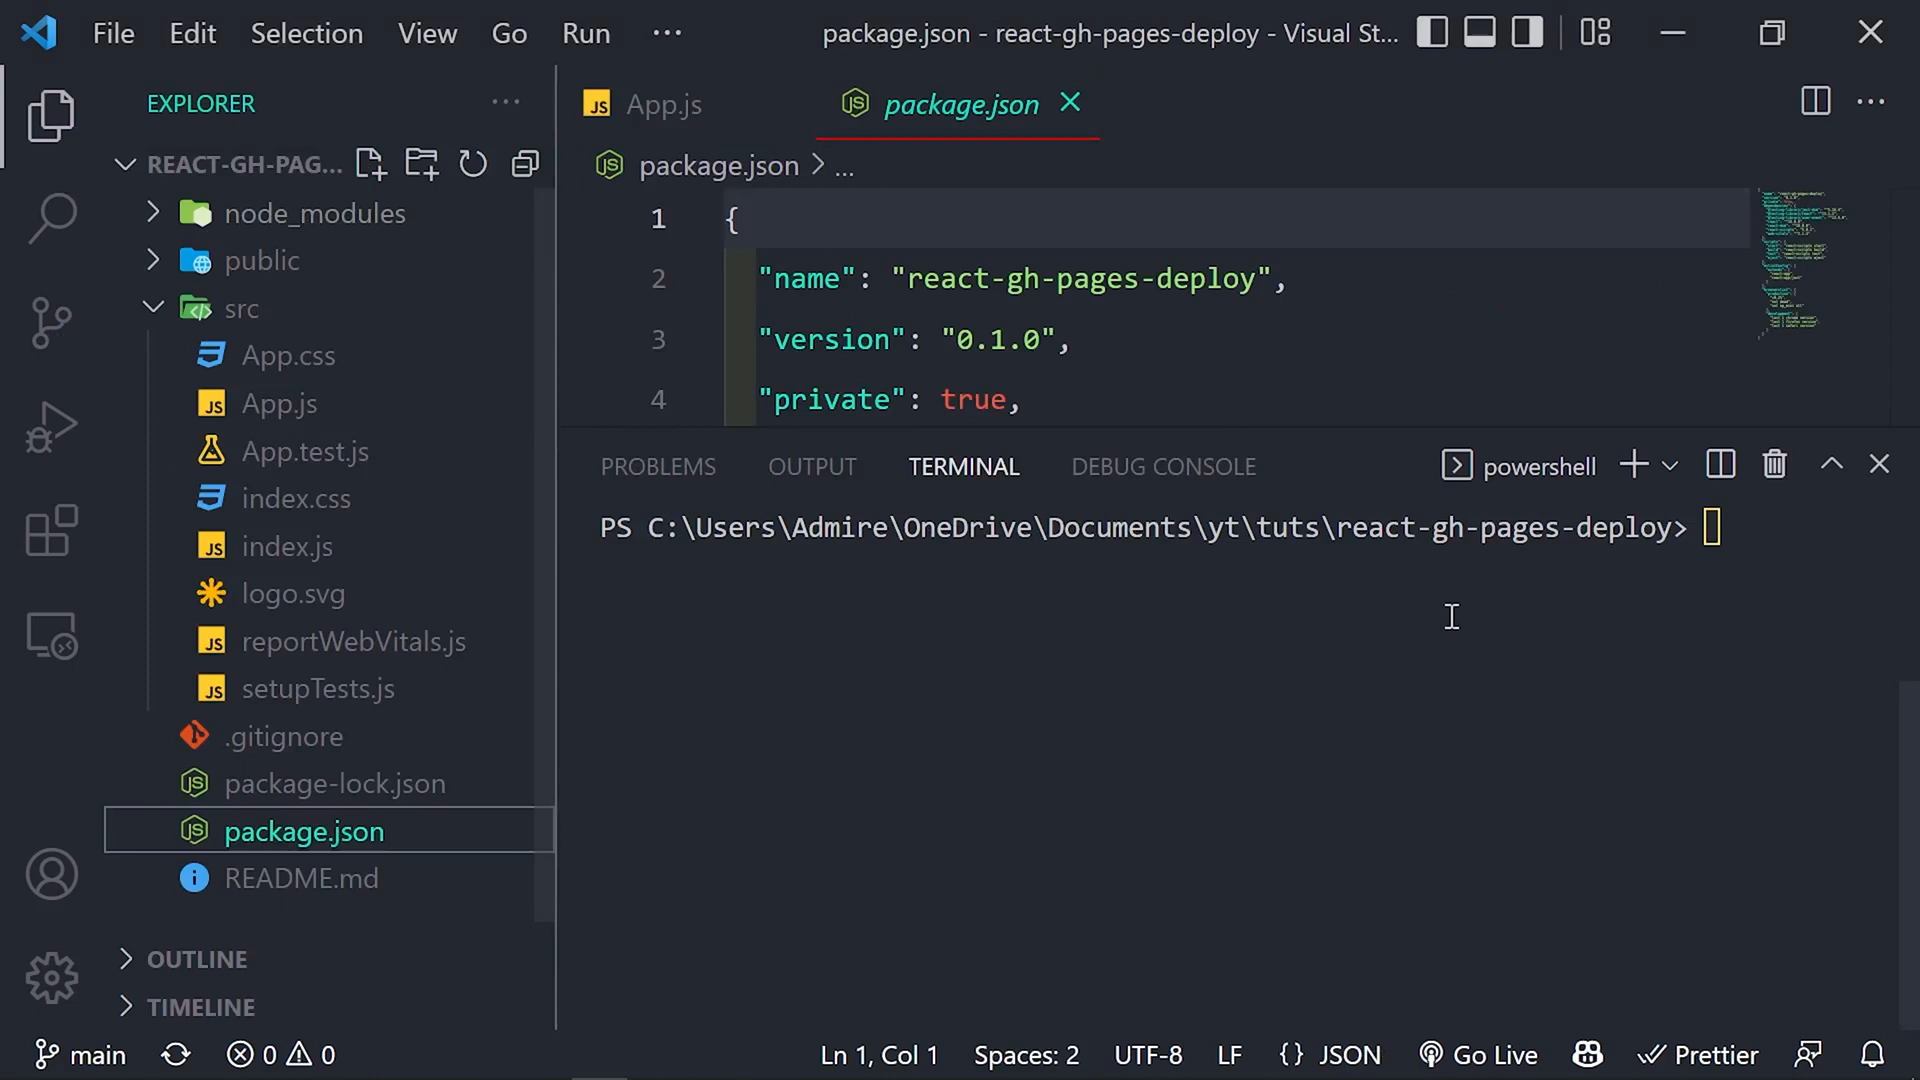 File Edit Selection View Go Run ··· package.json - react-gh-pages-deploy - Visual St...
EXPLORER ···
REACT-GH-PAG...
node_modules
public
src
App.css
App.js
App.test.js
index.css
index.js
logo.svg
reportWebVitals.js
setupTests.js
.gitignore
package-lock.json
package.json
README.md
OUTLINE
TIMELINE
JS App.js package.json
package.json > ...
1 {
2 "name": "react-gh-pages-deploy",
3 "version": "0.1.0",
4 "private": true,
PROBLEMS OUTPUT TERMINAL DEBUG CONSOLE powershell
PS C:\Users\Admire\OneDrive\Documents\yt\tuts\react-gh-pages-deploy>
main 0 0 Ln 1, Col 1 Spaces: 2 UTF-8 LF {} JSON Go Live Prettier